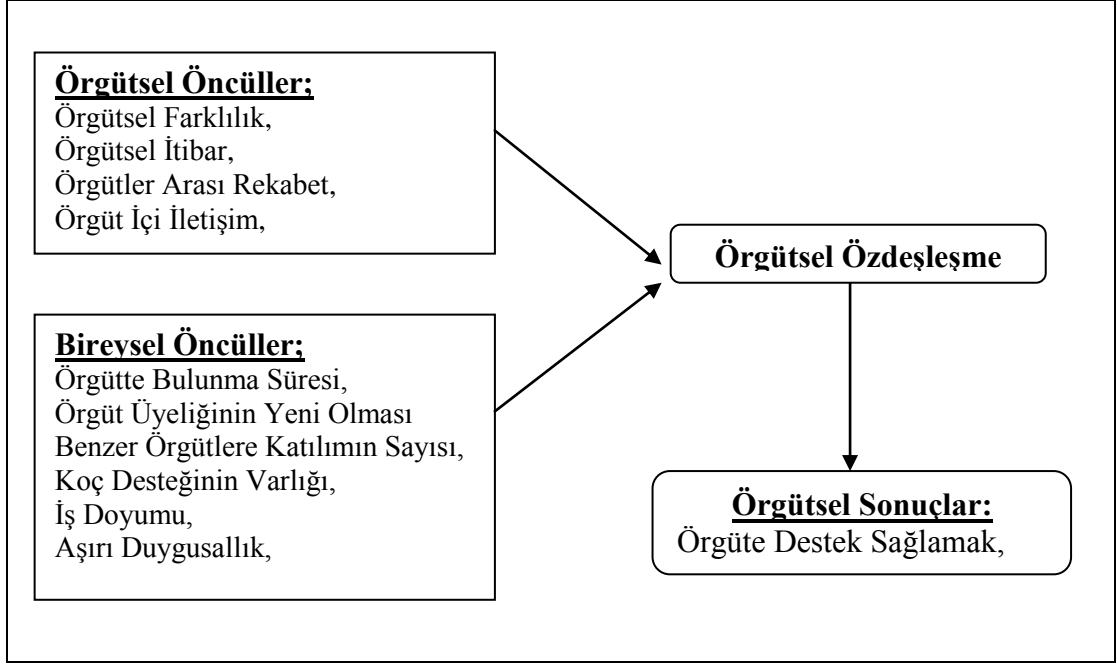 Örgütsel Öncüller;
Örgütsel Farklılık,
Örgütsel İtibar,
Örgütler Arası Rekabet,
Örgüt İçi İletişim,
Bireysel Öncüller;
Örgütte Bulunma Süresi,
Örgüt Üyeliğinin Yeni Olması
Benzer Örgütlere Katılımın Sayısı,
Koç Desteğinin Varlığı,
İş Doyumu,
Aşırı Duygusallık,
Örgütsel Özdeşleşme
Örgütsel Sonuçlar:
Örgüte Destek Sağlamak,